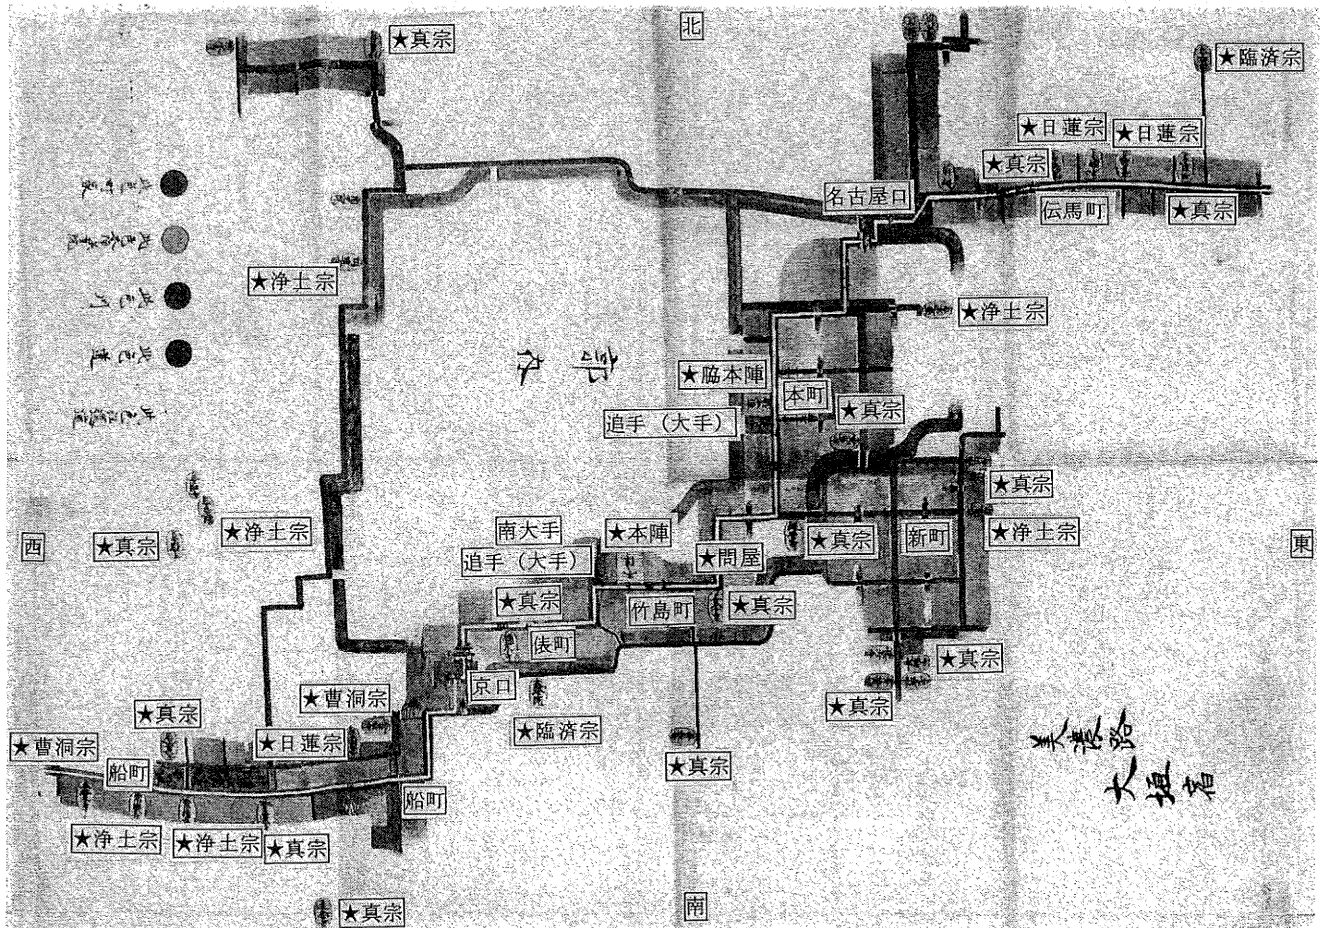 北
★真宗
★臨済宗
★日蓮宗
★日蓮宗
★真宗
名古屋口
伝馬町
★真宗
★浄土宗
★浄土宗
★脇本陣
本町
★真宗
追手（大手）
★真宗
★浄土宗
南大手
★本陣
★浄土宗
西
★真宗
追手（大手）
★問屋
★真宗
新町
東
★真宗
竹島町
★真宗
俵町
★真宗
京口
★曹洞宗
★真宗
★真宗
★臨済宗
★日蓮宗
★曹洞宗
★真宗
船町
船町
美濃路
大垣宿
★浄土宗
★浄土宗
★真宗
南
★真宗